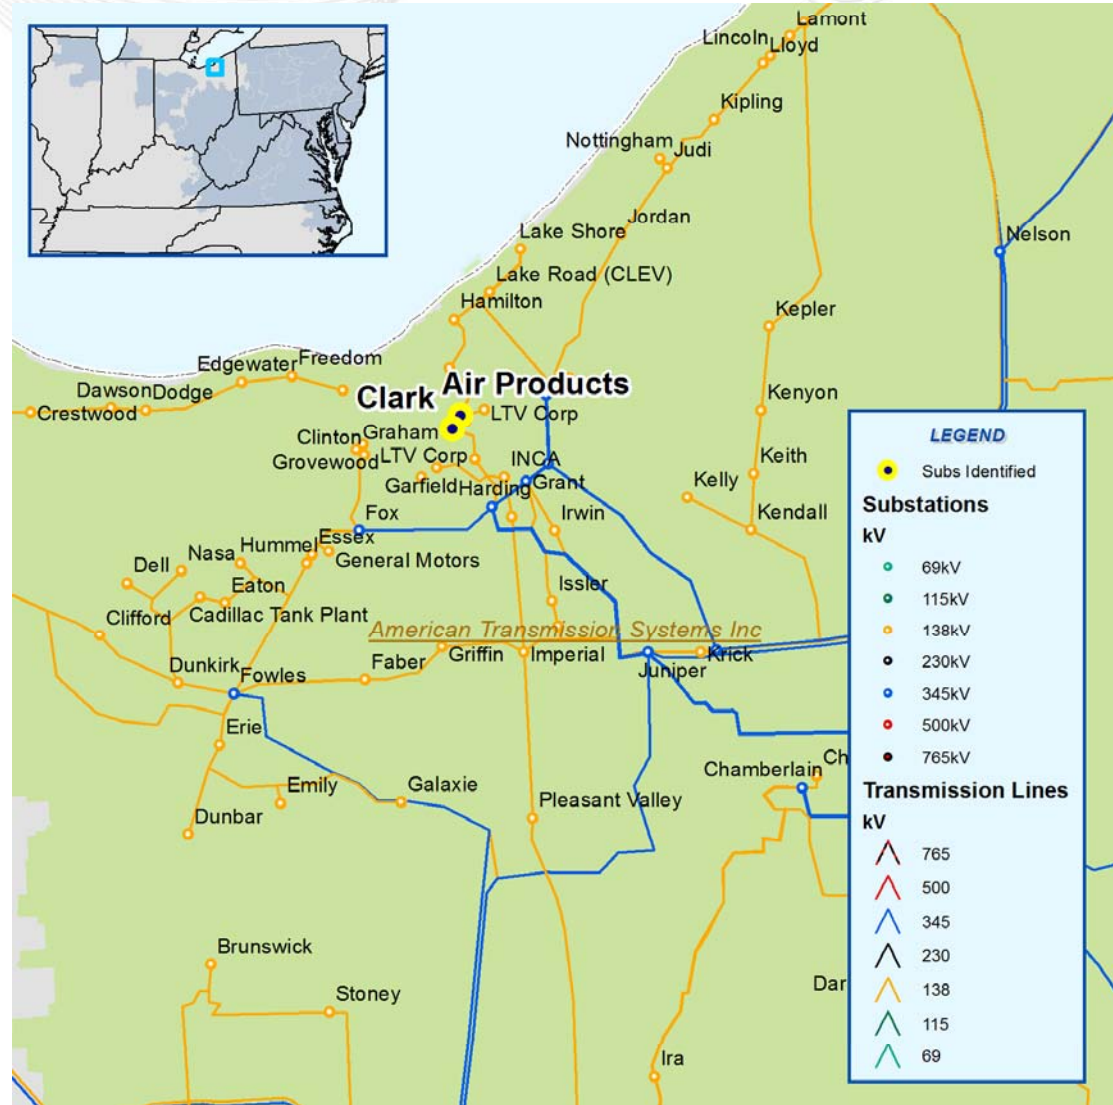 Lamont
Lincoln
Lloyd
Kipling
Nottingham
Judi
Jordan
Lake Shore
Nelson
Lake Road (CLEV)
Hamilton
Kepler
Edgewater
Freedom
Air Products
Clark
Dawson
Dodge
Kenyon
Crestwood
LTV Corp
Clinton
Graham
Grovewood
LTV Corp
INCA
Keith
Garfield
Harding
Grant
Kelly
Fox
Irwin
Kendall
Essex
Hummel
Nasa
General Motors
Dell
Eaton
Issler
Cadillac Tank Plant
Clifford
American Transmission Systems Inc
Griffin
Imperial
Krick
Dunkirk
Faber
Juniper
Fowles
Erie
Ch
Chamberlain
Emily
Galaxie
Pleasant Valley
Dunbar
Brunswick
Dar
Stoney
Ira
LEGEND
Subs Identified
Substations
kV
69kV
115kV
138kV
230kV
345kV
500kV
765kV
Transmission Lines
kV
765
500
345
230
138
115
69